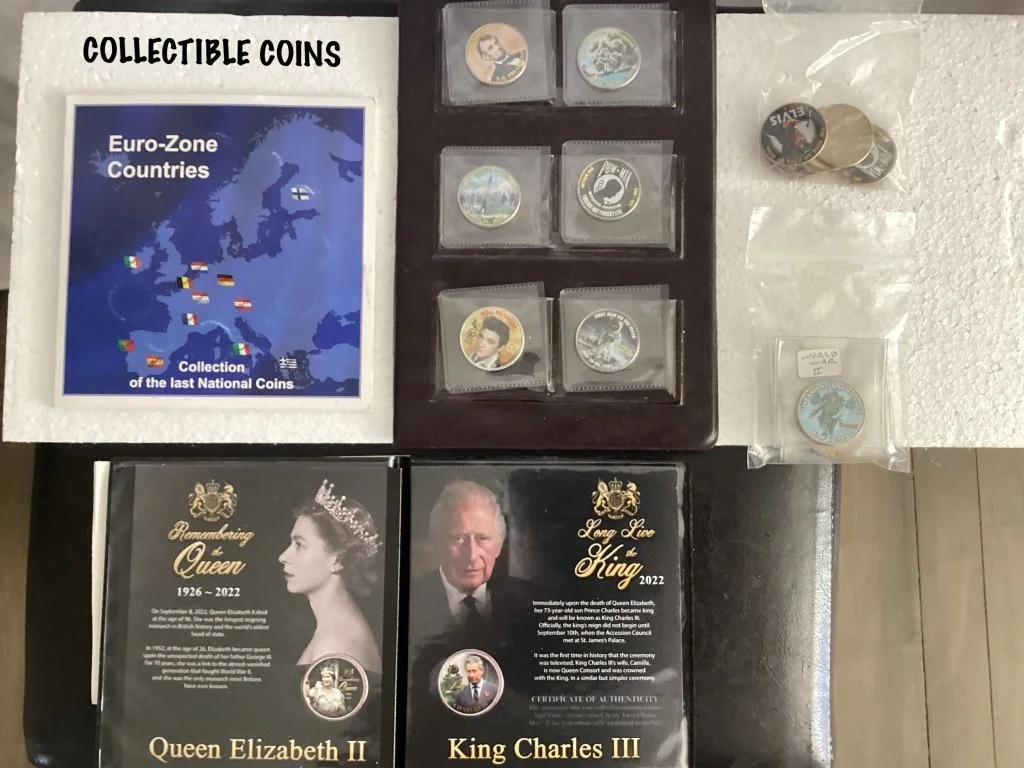 COLLECTIBLE COINS
Euro-Zone
Countries
Collection
of the last National Coins
POW ★ MIA
FIRST MAN ON THE MOON
ELVIS
WORLD
WAR
II
Remembering
the
Queen
1926 ~ 2022
On September 8, 2022, Queen Elizabeth II died
at the age of 96. She was the longest reigning
monarch in British history and the world's oldest
head of state.
In 1952, at the age of 26, Elizabeth became queen
upon the unexpected death of her father George VI.
For 70 years, she was a link to the almost-vanished
generation that fought World War II,
and she was the only monarch most Britons
have ever known.
Queen Elizabeth II
Long Live
the
King
2022
Immediately upon the death of Queen Elizabeth,
her 73-year-old son Prince Charles became king
and will be known as King Charles III.
Officially, the king's reign did not begin until
September 10th, when the Accession Council
met at St. James's Palace.
It was the first time in history that the ceremony
was televised. King Charles III's wife, Camilla,
is now Queen Consort and was crowned
with the King, in a similar but simpler ceremony.
CERTIFICATE OF AUTHENTICITY
King Charles III